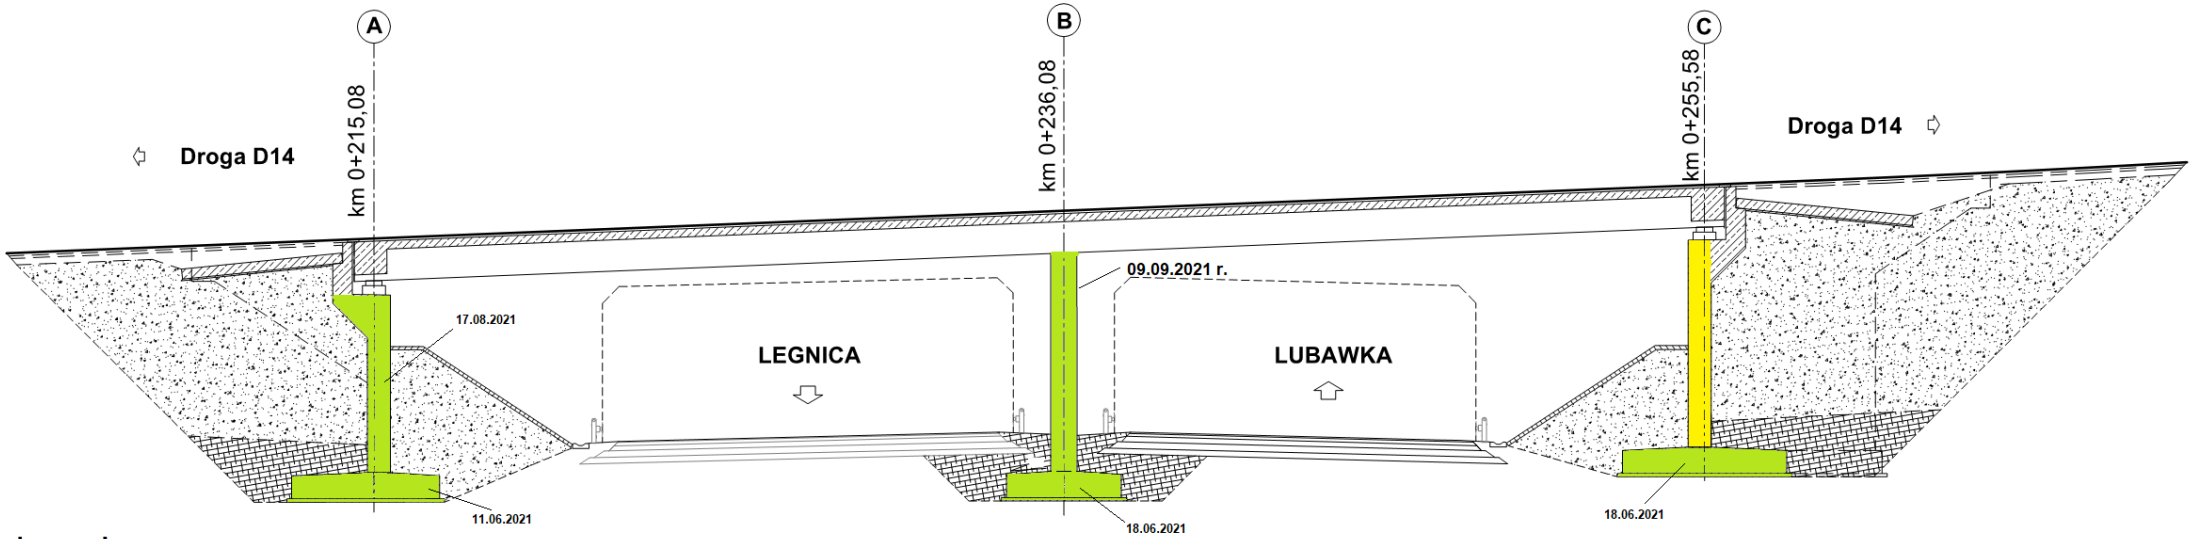 A
B
C
km 0+215,08
km 0+236,08
km 0+255,58
Droga D14
Droga D14
09.09.2021 r.
17.08.2021
LEGNICA
LUBAWKA
11.06.2021
18.06.2021
18.06.2021